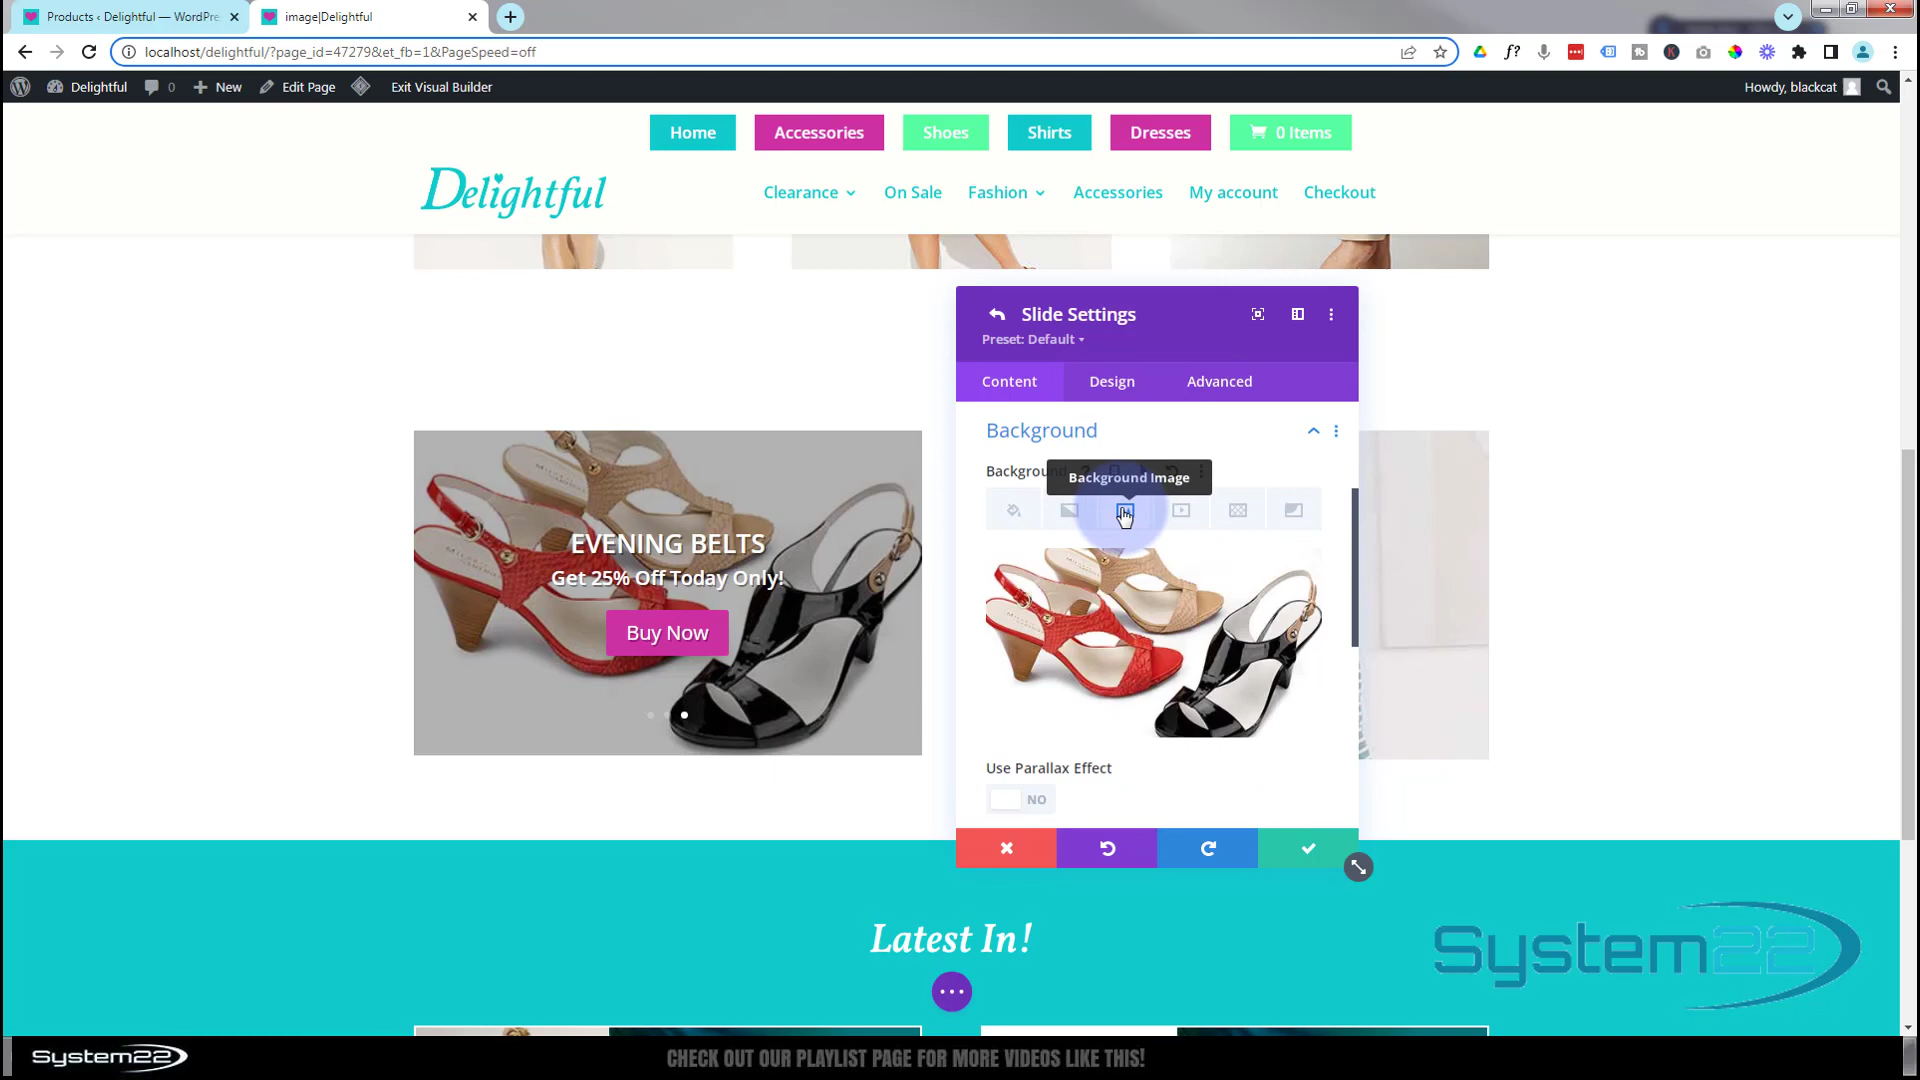 Products ‹ Delightful — WordPre
image|Delightful
localhost/delightful/?page_id=47279&et_fb=1&PageSpeed=off
Delightful
0
New
Edit Page
Exit Visual Builder
Howdy, blackcat
Home
Accessories
Shoes
Shirts
Dresses
0 Items
Delightful
Clearance
On Sale
Fashion
Accessories
My account
Checkout
Slide Settings
Preset: Default
Content
Design
Advanced
Background
Background
Background Image
EVENING BELTS
Get 25% Off Today Only!
Buy Now
Use Parallax Effect
NO
Latest In!
System22
System22
CHECK OUT OUR PLAYLIST PAGE FOR MORE VIDEOS LIKE THIS!